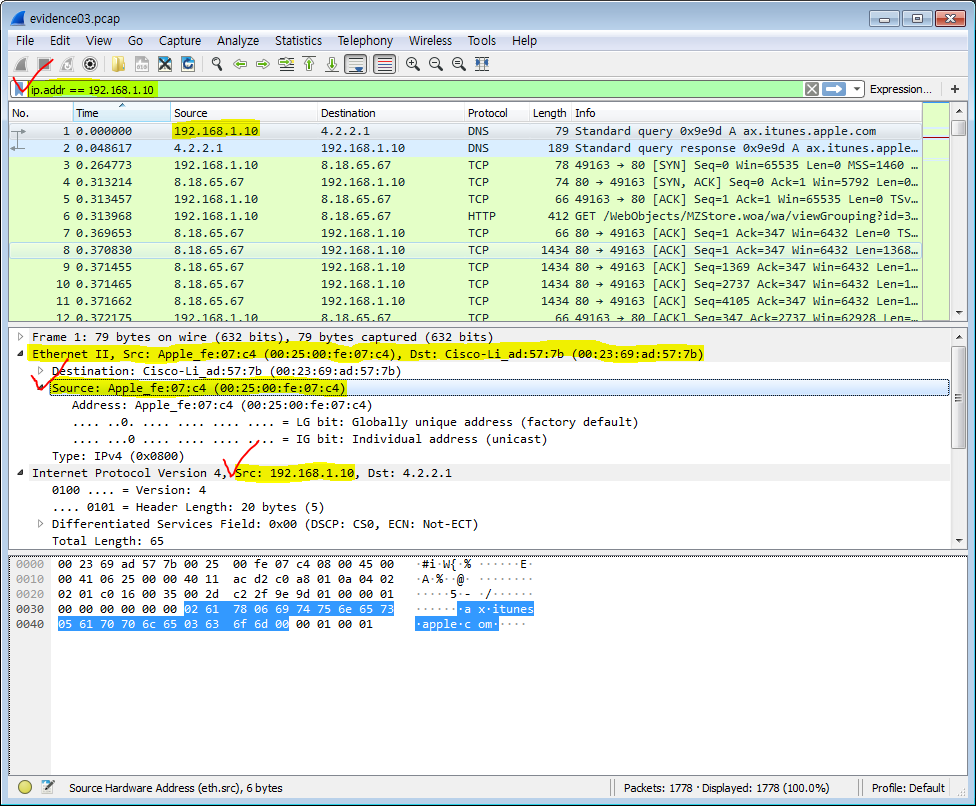 evidence03.pcap
File Edit View Go Capture Analyze Statistics Telephony Wireless Tools Help
ip.addr == 192.168.1.10 Expression... +
No. Time Source Destination Protocol Length Info
1 0.000000 192.168.1.10 4.2.2.1 DNS 79 Standard query 0x9e9d A ax.itunes.apple.com
2 0.048617 4.2.2.1 192.168.1.10 DNS 189 Standard query response 0x9e9d A ax.itunes.apple…
3 0.264773 192.168.1.10 8.18.65.67 TCP 78 49163 → 80 [SYN] Seq=0 Win=65535 Len=0 MSS=1460 …
4 0.313214 8.18.65.67 192.168.1.10 TCP 74 80 → 49163 [SYN, ACK] Seq=0 Ack=1 Win=5792 Len=0…
5 0.313457 192.168.1.10 8.18.65.67 TCP 66 49163 → 80 [ACK] Seq=1 Ack=1 Win=65535 Len=0 TSv…
6 0.313968 192.168.1.10 8.18.65.67 HTTP 412 GET /WebObjects/MZStore.woa/wa/viewGrouping?id=3…
7 0.369653 8.18.65.67 192.168.1.10 TCP 66 80 → 49163 [ACK] Seq=1 Ack=347 Win=6432 Len=0 TS…
8 0.370830 8.18.65.67 192.168.1.10 TCP 1434 80 → 49163 [ACK] Seq=1 Ack=347 Win=6432 Len=1368…
9 0.371455 8.18.65.67 192.168.1.10 TCP 1434 80 → 49163 [ACK] Seq=1369 Ack=347 Win=6432 Len=1…
10 0.371465 8.18.65.67 192.168.1.10 TCP 1434 80 → 49163 [ACK] Seq=2737 Ack=347 Win=6432 Len=1…
11 0.371662 8.18.65.67 192.168.1.10 TCP 1434 80 → 49163 [ACK] Seq=4105 Ack=347 Win=6432 Len=1…
12 0.372175 192.168.1.10 8.18.65.67 TCP 66 49163 → 80 [ACK] Seq=347 Ack=2737 Win=62928 Len=…
Frame 1: 79 bytes on wire (632 bits), 79 bytes captured (632 bits)
Ethernet II, Src: Apple_fe:07:c4 (00:25:00:fe:07:c4), Dst: Cisco-Li_ad:57:7b (00:23:69:ad:57:7b)
Destination: Cisco-Li_ad:57:7b (00:23:69:ad:57:7b)
Source: Apple_fe:07:c4 (00:25:00:fe:07:c4)
Address: Apple_fe:07:c4 (00:25:00:fe:07:c4)
.... ..0. .... .... .... .... = LG bit: Globally unique address (factory default)
.... ...0 .... .... .... .... = IG bit: Individual address (unicast)
Type: IPv4 (0x0800)
Internet Protocol Version 4, Src: 192.168.1.10, Dst: 4.2.2.1
0100 .... = Version: 4
.... 0101 = Header Length: 20 bytes (5)
Differentiated Services Field: 0x00 (DSCP: CS0, ECN: Not-ECT)
Total Length: 65
0000 00 23 69 ad 57 7b 00 25 00 fe 07 c4 08 00 45 00 ·#i·W{·% ······E·
0010 00 41 06 25 00 00 40 11 ac d2 c0 a8 01 0a 04 02 ·A·%··@· ········
0020 02 01 c0 16 00 35 00 2d c2 2f 9e 9d 01 00 00 01 ·····5·- ·/······
0030 00 00 00 00 00 00 02 61 78 06 69 74 75 6e 65 73 ·······a x·itunes
0040 05 61 70 70 6c 65 03 63 6f 6d 00 00 01 00 01 ·apple·c om·····
Source Hardware Address (eth.src), 6 bytes Packets: 1778 · Displayed: 1778 (100.0%) Profile: Default